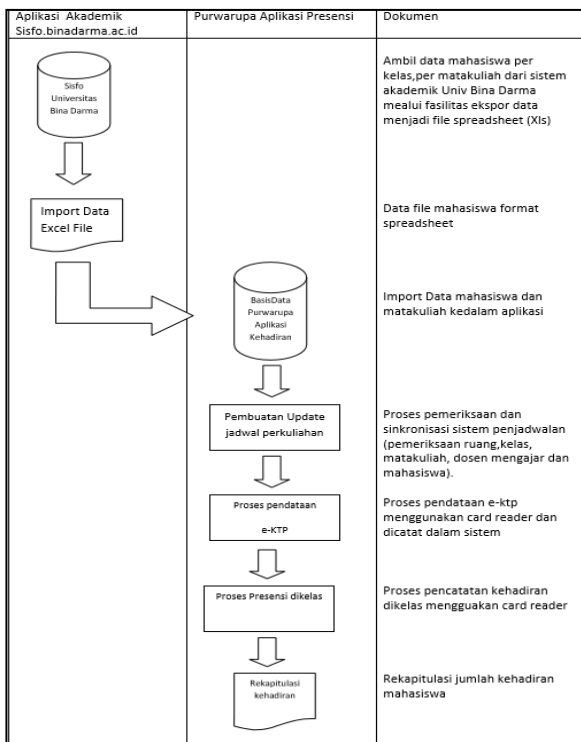 Aplikasi Akademik
Sisfo.binadarma.ac.id
Purwarupa Aplikasi Presensi
Dokumen
Sisfo
Universitas
Bina Darma
Ambil data mahasiswa per
kelas,per matakuliah dari sistem
akademik Univ Bina Darma
mealui fasilitas ekspor data
menjadi file spreadsheet (Xls)
Import Data
Excel File
Data file mahasiswa format
spreadsheet
BasisData
Purwarupa
Aplikasi
Kehadiran
Import Data mahasiswa dan
matakuliah kedalam aplikasi
Pembuatan Update
jadwal perkuliahan
Proses pemeriksaan dan
sinkronisasi sistem penjadwalan
(pemeriksaan ruang,kelas,
matakuliah, dosen mengajar dan
mahasiswa).
Proses pendataan
e-KTP
Proses pendataan e-ktp
menggunakan card reader dan
dicatat dalam sistem
Proses Presensi dikelas
Proses pencatatan kehadiran
dikelas mengguakan card reader
Rekapitulasi
kehadiran
Rekapitulasi jumlah kehadiran
mahasiswa